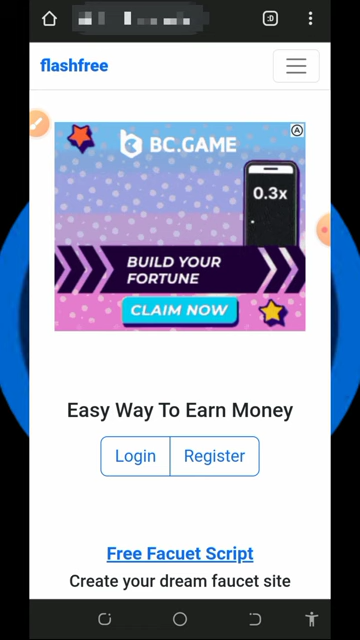 :D
flashfree
A
BC.GAME
0.3x
BUILD YOUR
FORTUNE
CLAIM NOW
Easy Way To Earn Money
Login Register
Free Facuet Script
Create your dream faucet site